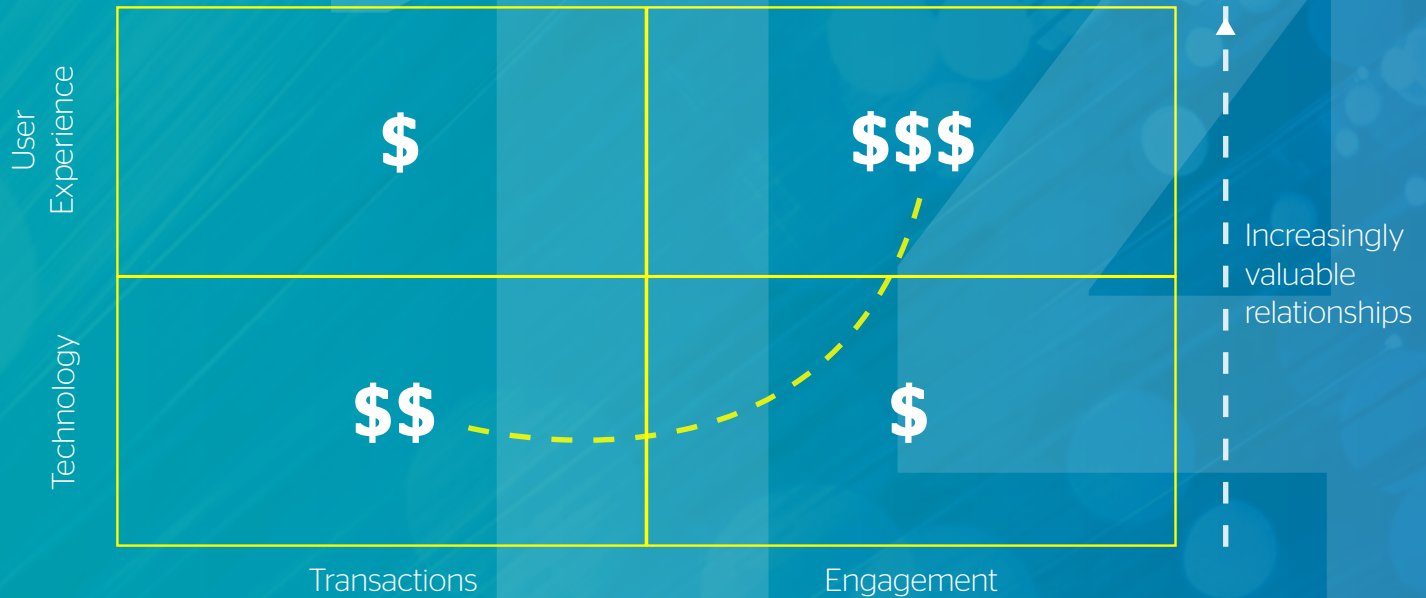 User
Experience
$
$$$
Increasingly
valuable
relationships
Technology
$$
$
Transactions
Engagement